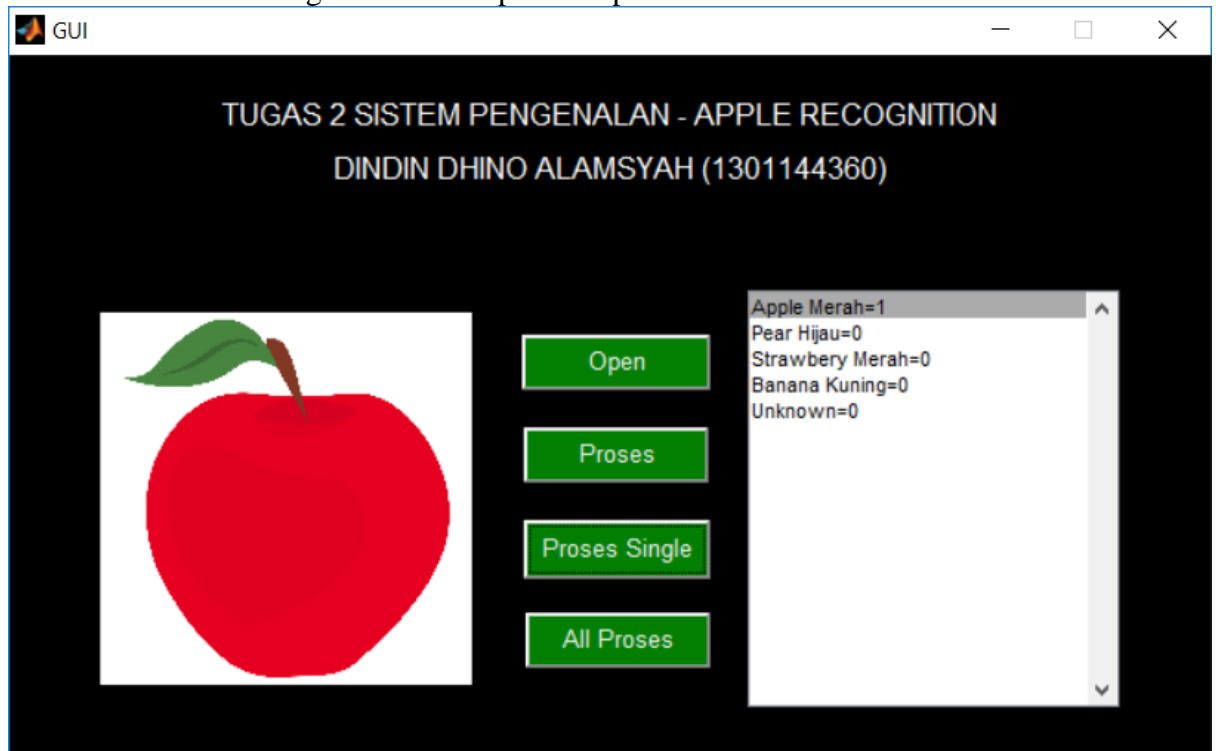 GUI
TUGAS 2 SISTEM PENGENALAN - APPLE RECOGNITION
DINDIN DHINO ALAMSYAH (1301144360)
Open
Proses
Proses Single
All Proses
Apple Merah=1
Pear Hijau=0
Strawbery Merah=0
Banana Kuning=0
Unknown=0